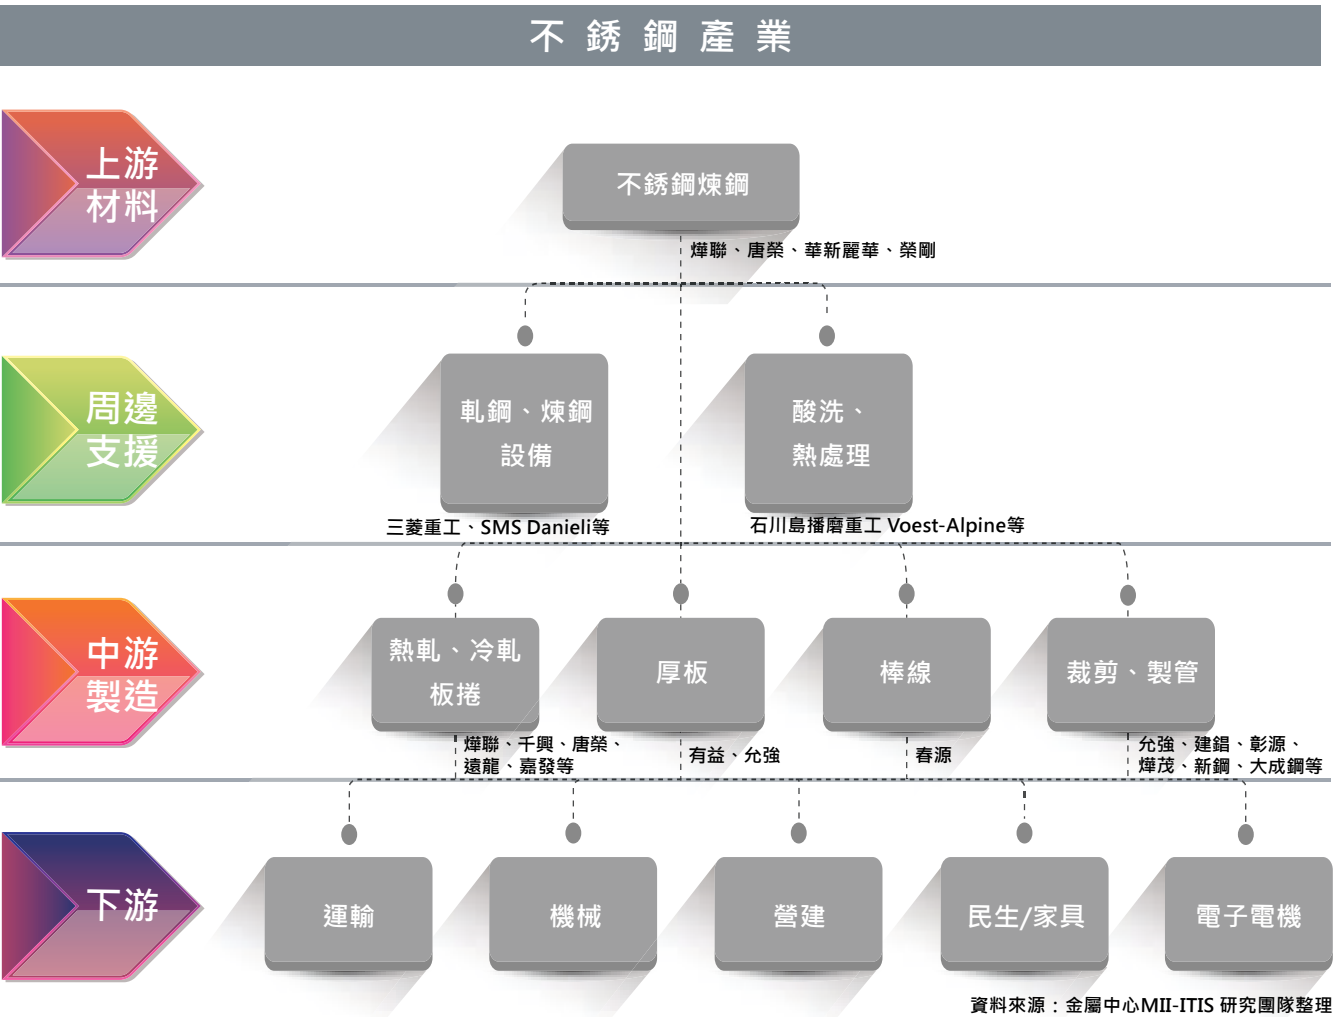 不銹鋼產業
上游
材料
不銹鋼煉鋼
燁聯、唐榮、華新麗華、榮剛
周邊
支援
軋鋼、煉鋼
設備
三菱重工、SMS Danieli等
酸洗、
熱處理
石川島播磨重工 Voest-Alpine等
中游
製造
熱軋、冷軋
板捲
燁聯、千興、唐榮、
遠龍、嘉發等
厚板
有益、允強
棒線
春源
裁剪、製管
允強、建錩、彰源、
燁茂、新鋼、大成鋼等
下游
運輸
機械
營建
民生/家具
電子電機
資料來源：金屬中心MII-ITIS 研究團隊整理